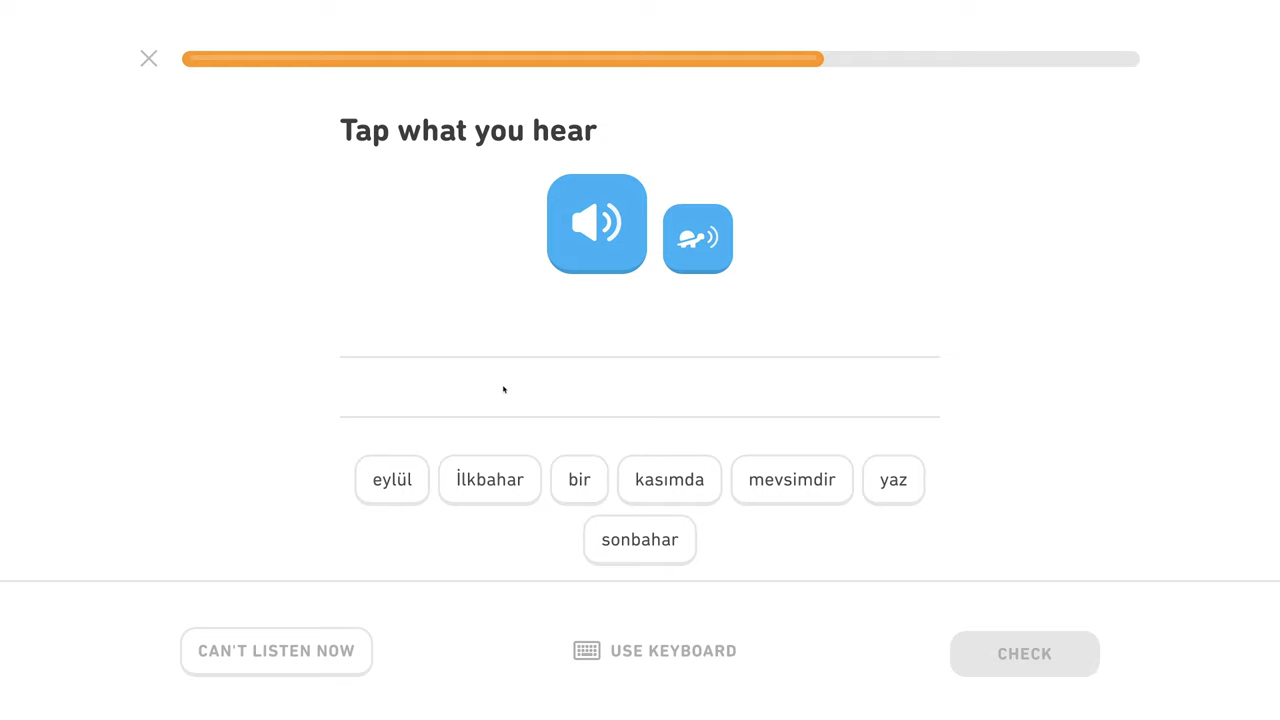 Tap what you hear
eylül İlkbahar bir kasımda mevsimdir yaz
sonbahar
CAN'T LISTEN NOW USE KEYBOARD CHECK